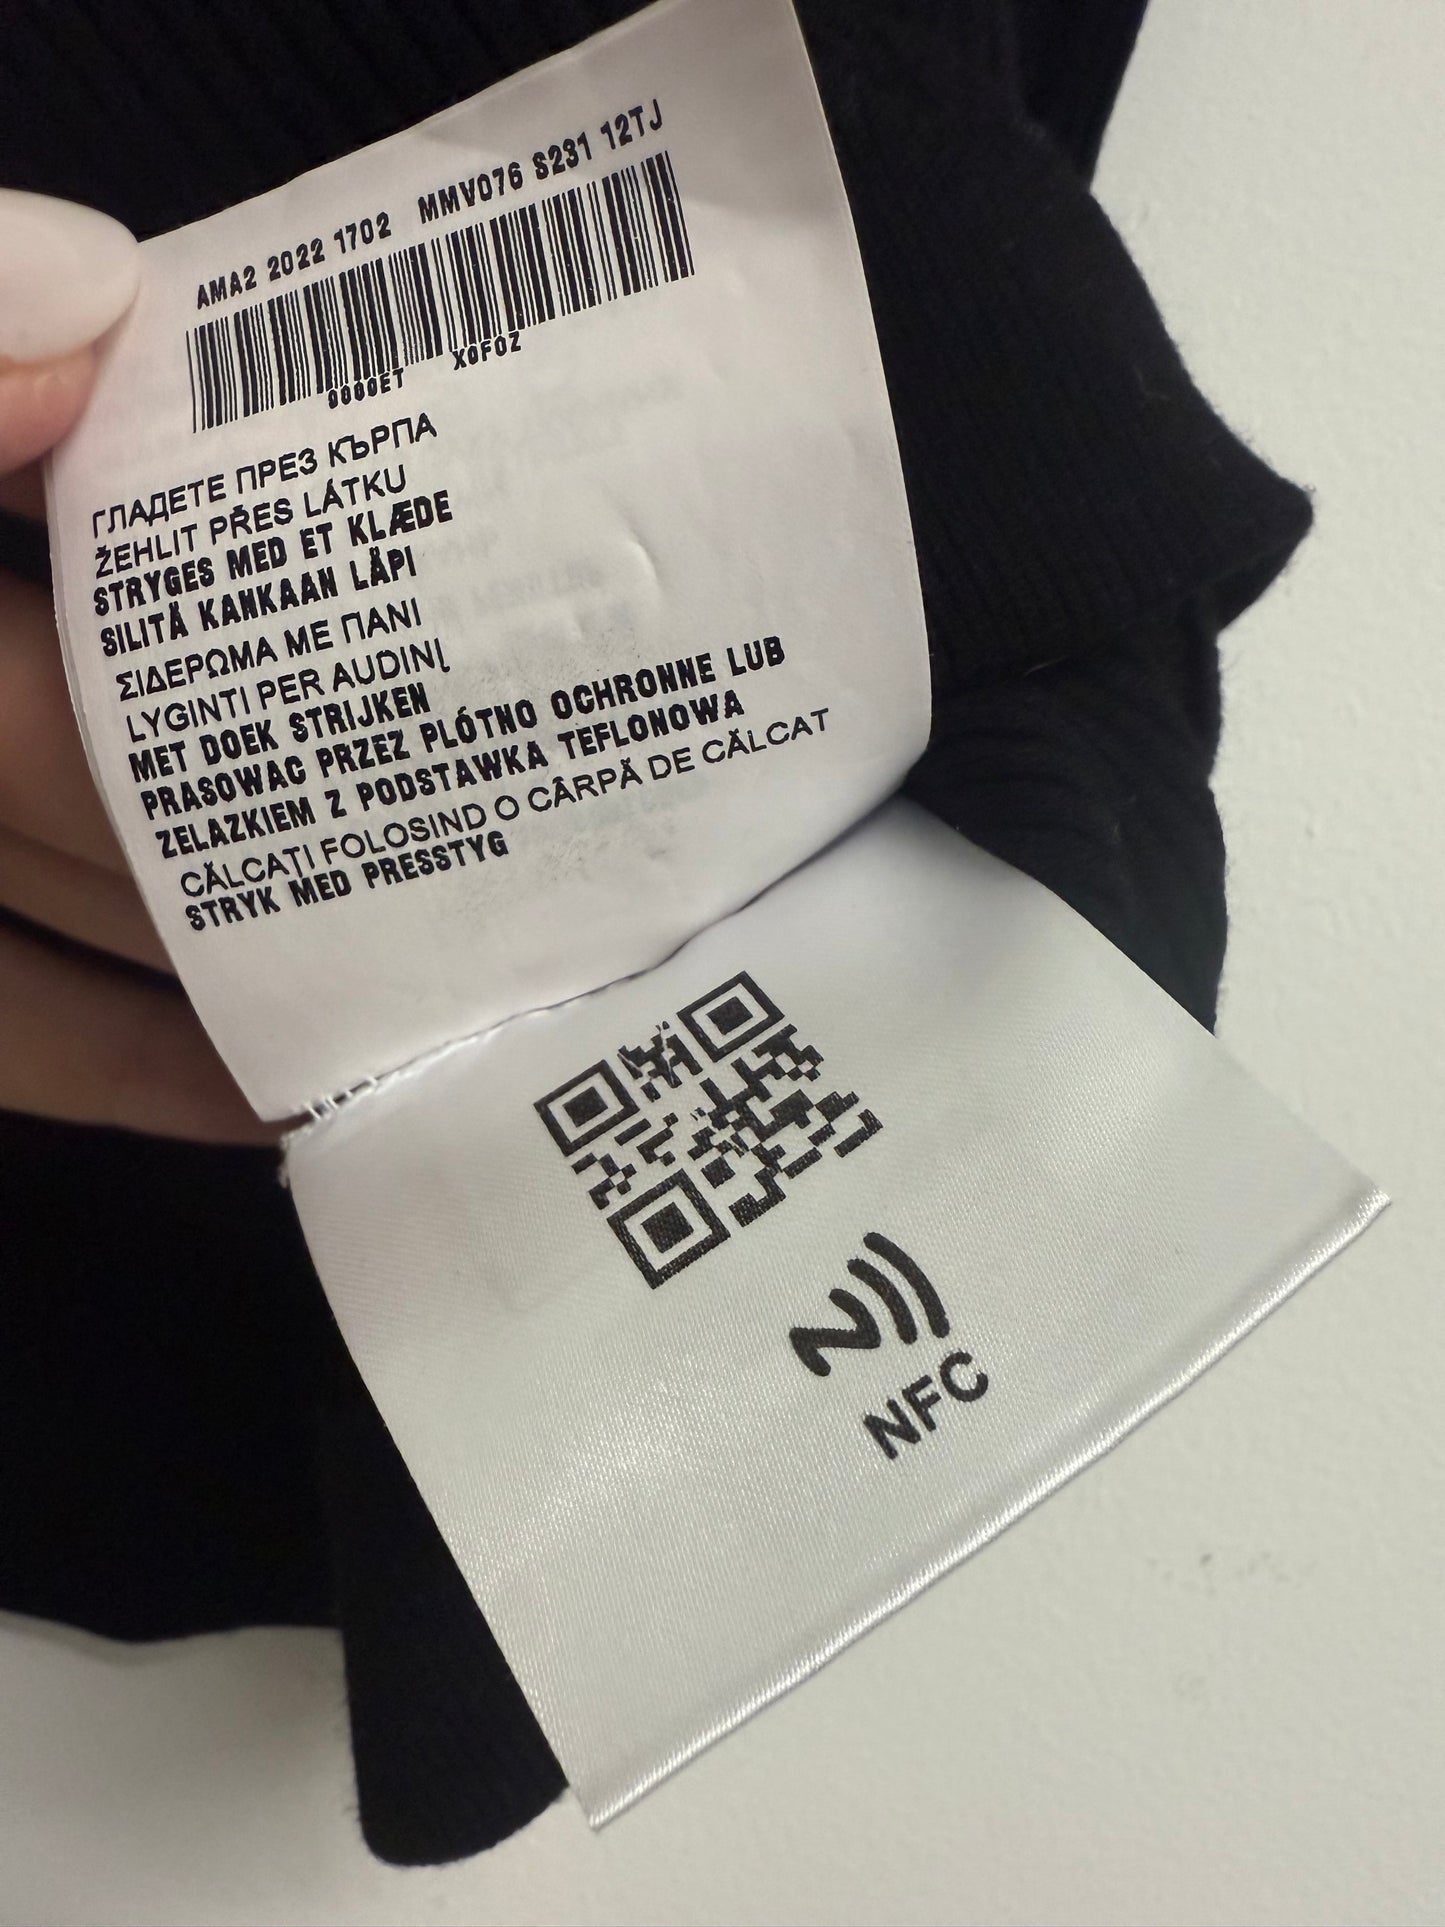 AMA2 2022 1702 MMV076 S231 12TJ
0000ET X0F0Z
ГЛАДЕТЕ ПРЕЗ КЪРПА
ŽEHLIT PŘES LÁTKU
STRYGES MED ET KLÆDE
SILITÄ KANKAAN LÄPI
ΣΙΔΕΡΩΜΑ ΜΕ ΠΑΝΙ
LYGINTI PER AUDINĮ
MET DOEK STRIJKEN
PRASOWAC PRZEZ PLÓTNO OCHRONNE LUB
ZELAZKIEM Z PODSTAWKA TEFLONOWA
CĂLCAȚI FOLOSIND O CÂRPĂ DE CĂLCAT
STRYK MED PRESSTYG
NFC